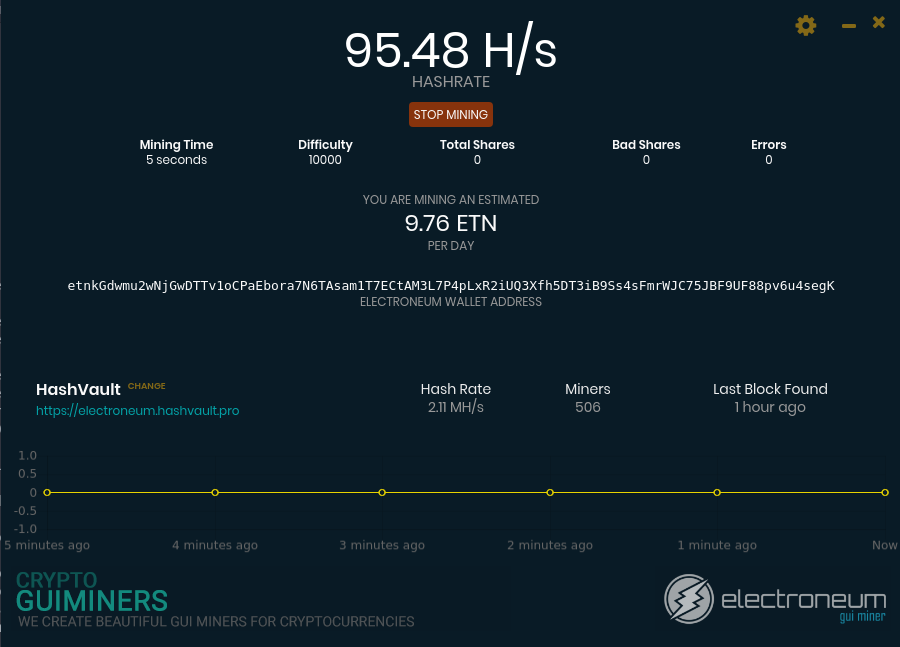 95.48 H/s
HASHRATE
STOP MINING
Mining Time Difficulty Total Shares Bad Shares Errors
5 seconds 10000 0 0 0
YOU ARE MINING AN ESTIMATED
9.76 ETN
PER DAY
etnkGdwmu2wNjGwDTTv1oCPaEbora7N6TAsam1T7ECtAM3L7P4pLxR2iUQ3Xfh5DT3iB9Ss4sFmrWJC75JBF9UF88pv6u4segK
ELECTRONEUM WALLET ADDRESS
HashVault CHANGE Hash Rate Miners Last Block Found
https://electroneum.hashvault.pro 2.11 MH/s 506 1 hour ago
1.0
0.5
0
-0.5
-1.0
5 minutes ago 4 minutes ago 3 minutes ago 2 minutes ago 1 minute ago Now
CRYPTO
GUIMINERS
WE CREATE BEAUTIFUL GUI MINERS FOR CRYPTOCURRENCIES
electroneum
gui miner